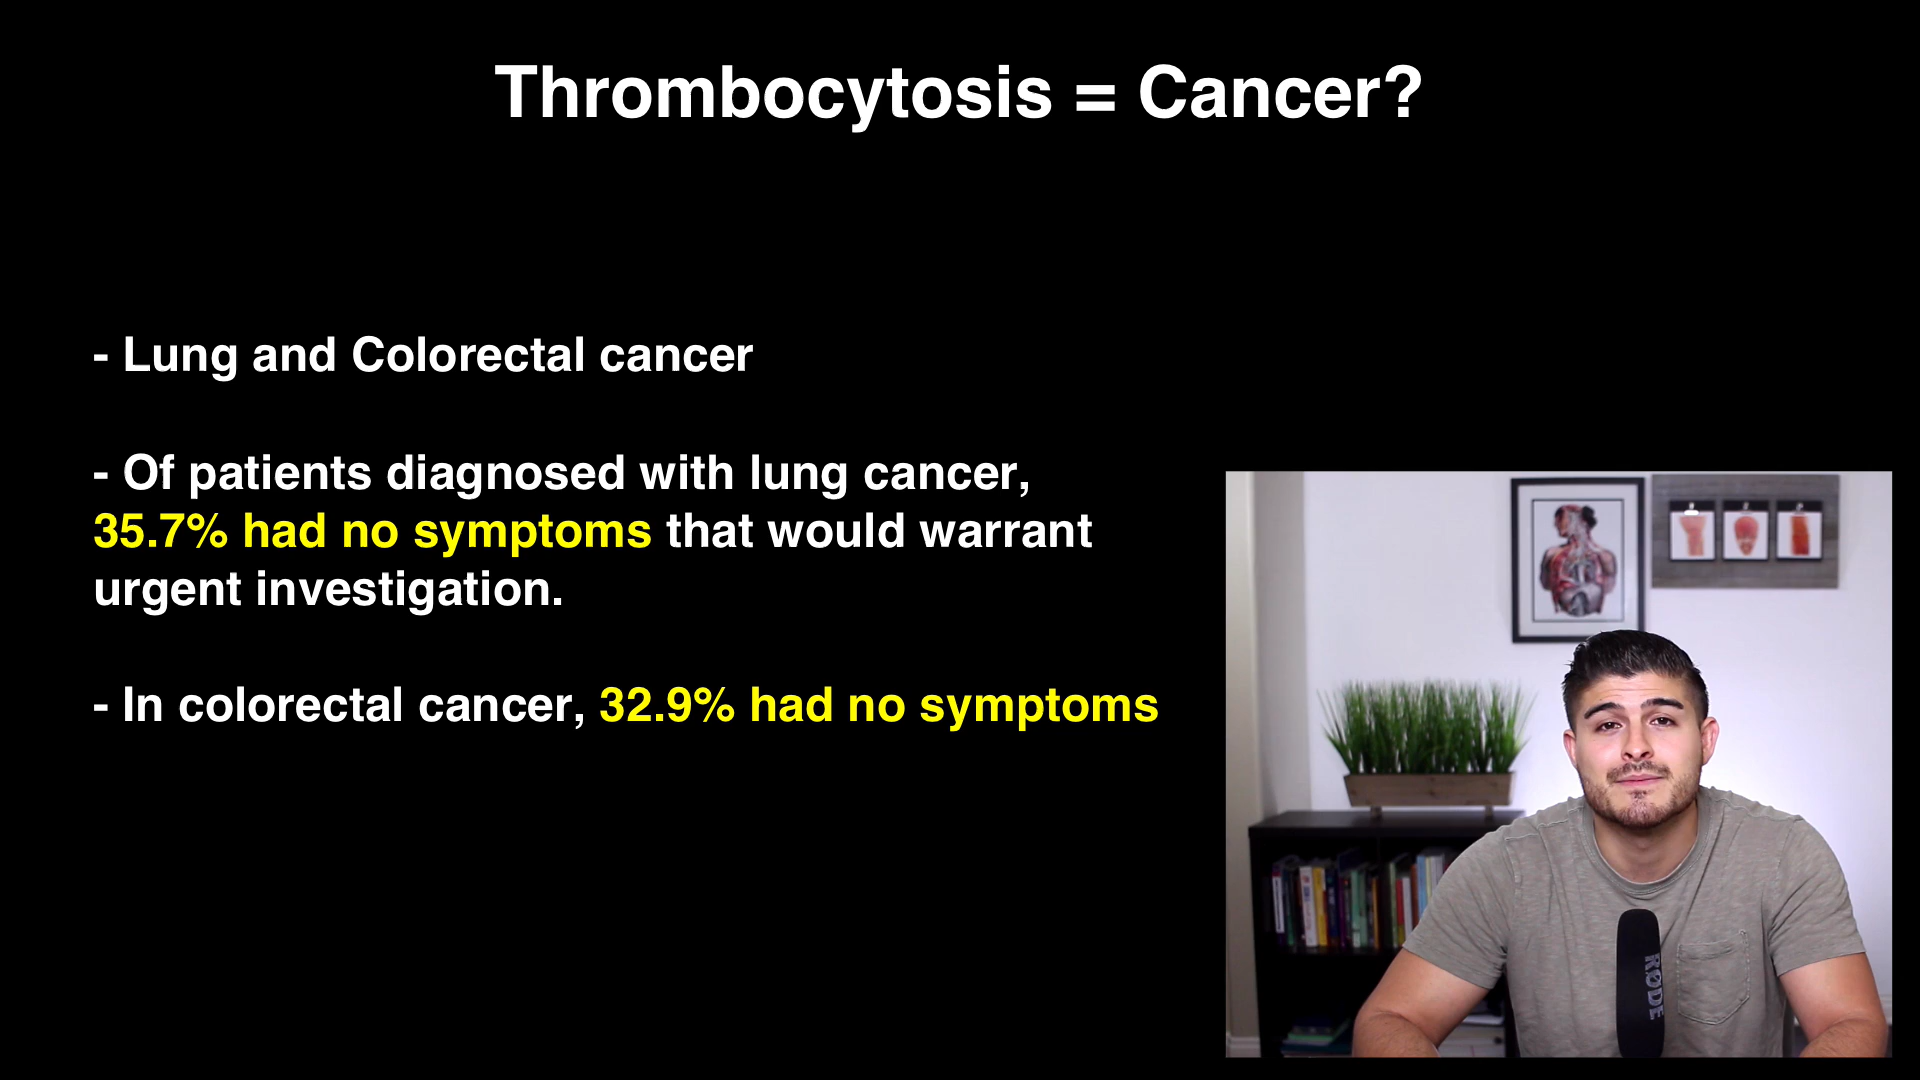 Thrombocytosis = Cancer?
- Lung and Colorectal cancer
- Of patients diagnosed with lung cancer,
35.7% had no symptoms that would warrant
urgent investigation.
- In colorectal cancer, 32.9% had no symptoms
RØDE